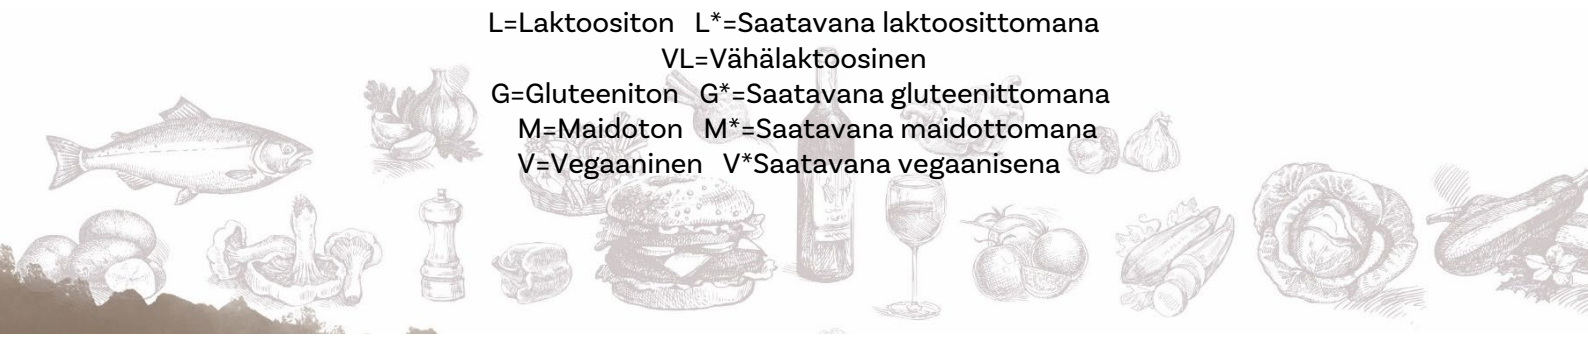 L=Laktoositon L*=Saatavana laktoosittomana
VL=Vähälaktoosinen
G=Gluteeniton G*=Saatavana gluteenittomana
M=Maidoton M*=Saatavana maidottomana
V=Vegaaninen V*Saatavana vegaanisena